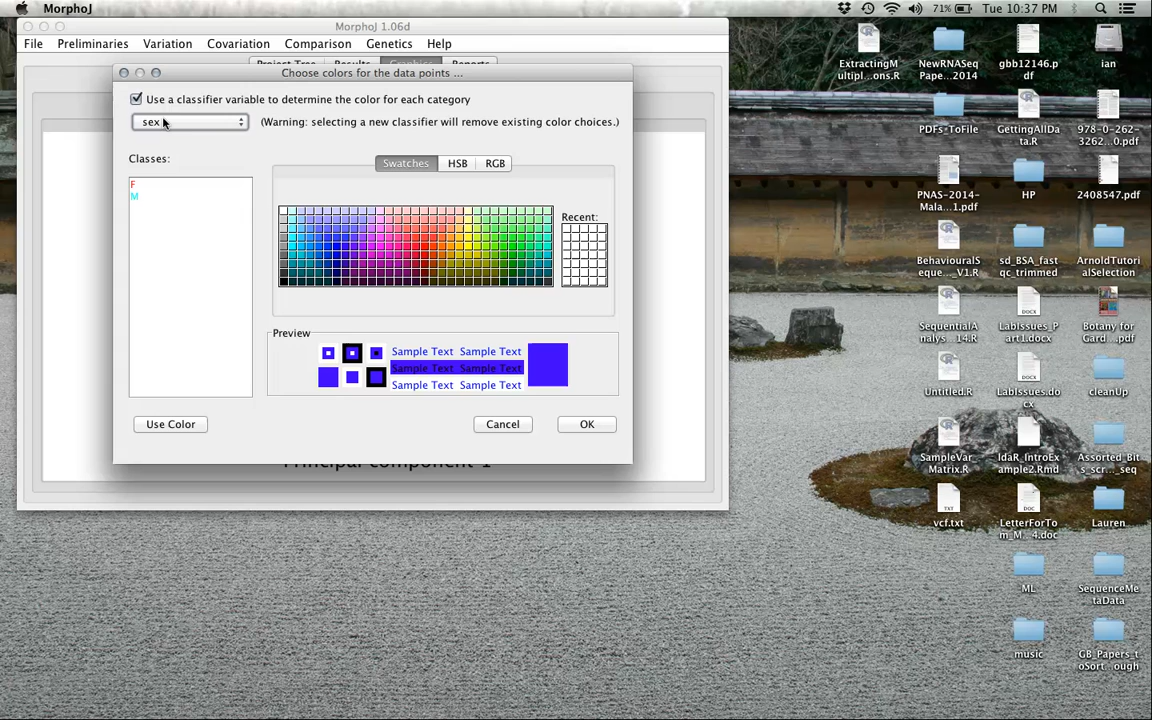 MorphoJ
71% Tue 10:37 PM
MorphoJ 1.06d
File Preliminaries Variation Covariation Comparison Genetics Help
Project Tree Results Graphics Reports
Choose colors for the data points ...
Use a classifier variable to determine the color for each category
sex
(Warning: selecting a new classifier will remove existing color choices.)
Classes:
F
M
Swatches HSB RGB
Recent:
Preview
Sample Text Sample Text
Sample Text Sample Text
Sample Text Sample Text
Use Color
Cancel
OK
Principal component 1
ExtractingM
ultipl...ons.R
NewRNASeq
Pape...2014
gbb12146.p
df
ian
PDFs-ToFile
GettingAllDa
ta.R
978-0-262-
3262...0.pdf
PNAS-2014-
Mala...1.pdf
HP
2408547.pdf
BehaviouralS
eque..._V1.R
sd_BSA_fast
qc_trimmed
ArnoldTutori
alSelection
SequentialA
nalys...14.R
LabIssues_P
art1.docx
Botany for
Gard...pdf
Untitled.R
LabIssues.do
cx
cleanUp
SampleVar
Matrix.R
IdaR_IntroEx
ample2.Rmd
Assorted_Bit
s_scr..._seq
vcf.txt
LetterForTo
m_M...4.doc
Lauren
ML
SequenceMe
taData
music
GB_Papers_t
oSort...ough